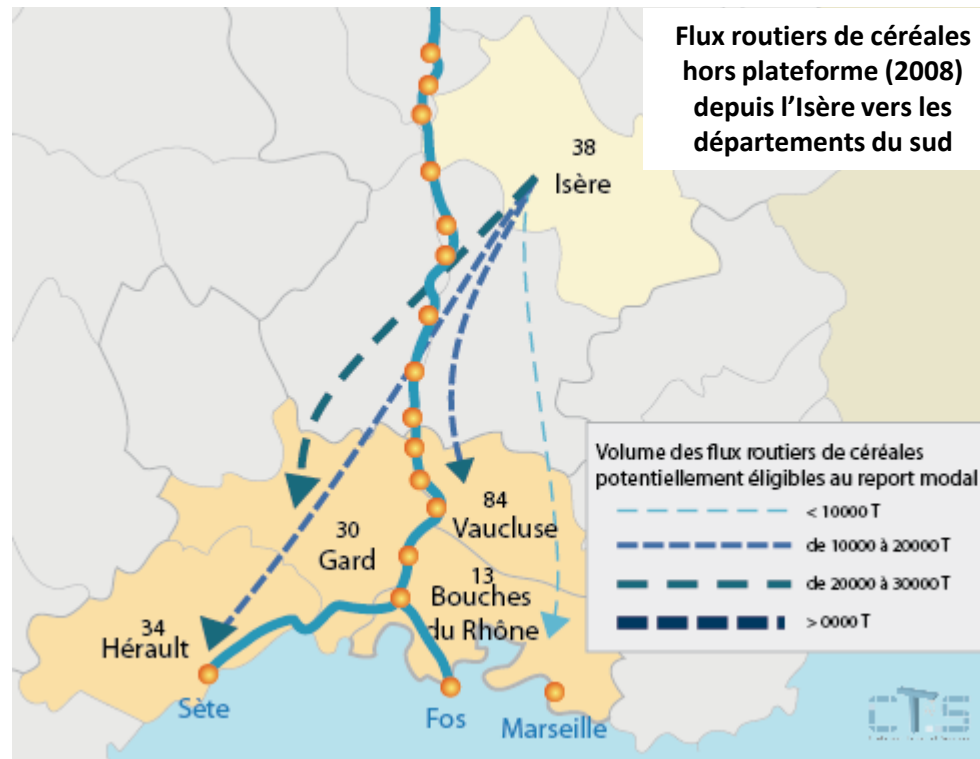 Flux routiers de céréales
hors plateforme (2008)
depuis l’Isère vers les
départements du sud
38
Isère
Volume des flux routiers de céréales
potentiellement éligibles au report modal
< 10000 T
de 10000 à 20000 T
de 20000 à 30000 T
> 0000 T
84
Vaucluse
30
Gard
13
Bouches
du Rhône
34
Hérault
Sète
Fos
Marseille
CTS